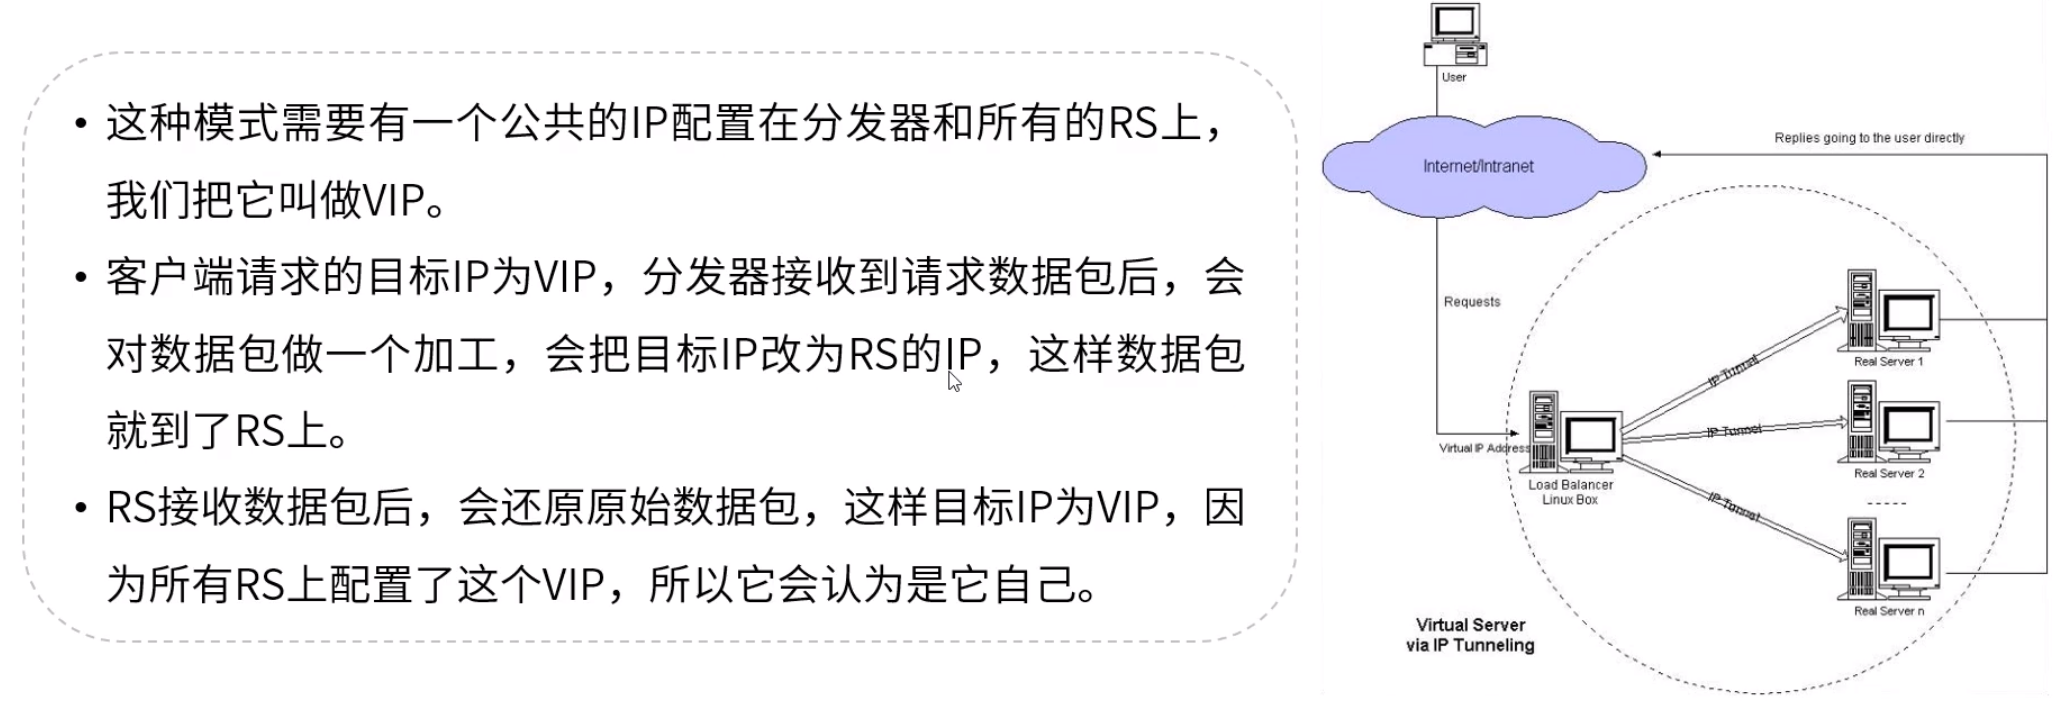 • 这种模式需要有一个公共的IP配置在分发器和所有的RS上，
我们把它叫做VIP。
• 客户端请求的目标IP为VIP，分发器接收到请求数据包后，会
对数据包做一个加工，会把目标IP改为RS的IP，这样数据包
就到了RS上。
• RS接收数据包后，会还原原始数据包，这样目标IP为VIP，因
为所有RS上配置了这个VIP，所以它会认为是它自己。
User
Internet/Intranet
Replies going to the user directly
Requests
Virtual IP Address
Load Balancer
Linux Box
IP Tunnel
IP Tunnel
IP Tunnel
Real Server 1
Real Server 2
Real Server n
Virtual Server
via IP Tunneling